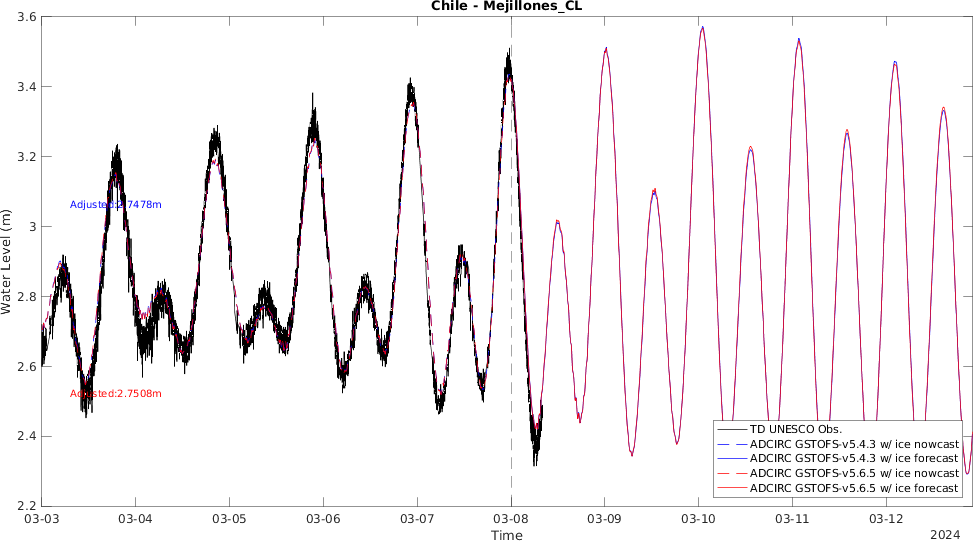 Chile - Mejillones_CL
3.6
3.4
3.2
3
2.8
2.6
2.4
2.2
Water Level (m)
Adjusted:2.7478m
Adjusted:2.7508m
TD UNESCO Obs.
ADCIRC GSTOFS-v5.4.3 w/ ice nowcast
ADCIRC GSTOFS-v5.4.3 w/ ice forecast
ADCIRC GSTOFS-v5.6.5 w/ ice nowcast
ADCIRC GSTOFS-v5.6.5 w/ ice forecast
03-03 03-04 03-05 03-06 03-07 03-08 03-09 03-10 03-11 03-12
Time
2024